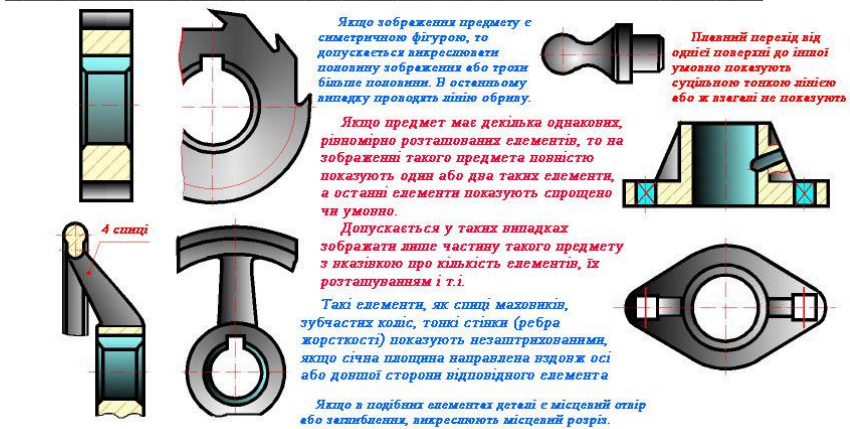 Якщо зображення предмету є
симетричною фігурою, то
допускається викреслювати
половину зображення або трохи
більше половини. В останньому
випадку проводять лінію обриву.
Плавний перехід від
однієї поверхні до іншої
умовно показують
суцільною тонкою лінією
або ж взагалі не показують
Якщо предмет має декілька однакових,
рівномірно розташованих елементів, то на
зображенні такого предмета повністю
показують один або два таких елементи,
а останні елементи показують спрощено
чи умовно.
Допускається у таких випадках
зображати лише частину такого предмету
з вказівкою про кількість елементів, їх
розташуванням і т.і.
4 спиці
Такі елементи, як спиці маховиків,
зубчастих коліс, тонкі стінки (ребра
жорсткості) показують незаштрихованими,
якщо січна площина направлена вздовж осі
або довшої сторони відповідного елемента
Якщо в подібних елементах деталі є місцевий отвір
або заглиблення, викреслюють місцевий розріз.